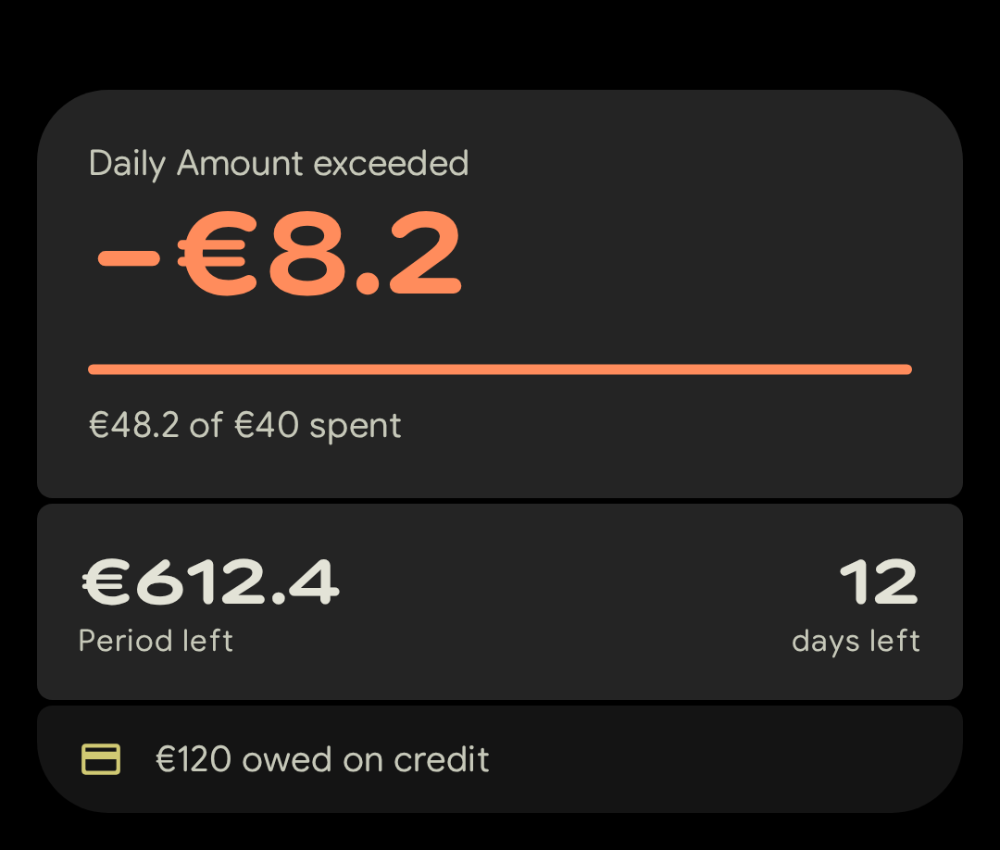 Daily Amount exceeded
–€8.2
€48.2 of €40 spent
€612.4
Period left
12
days left
€120 owed on credit